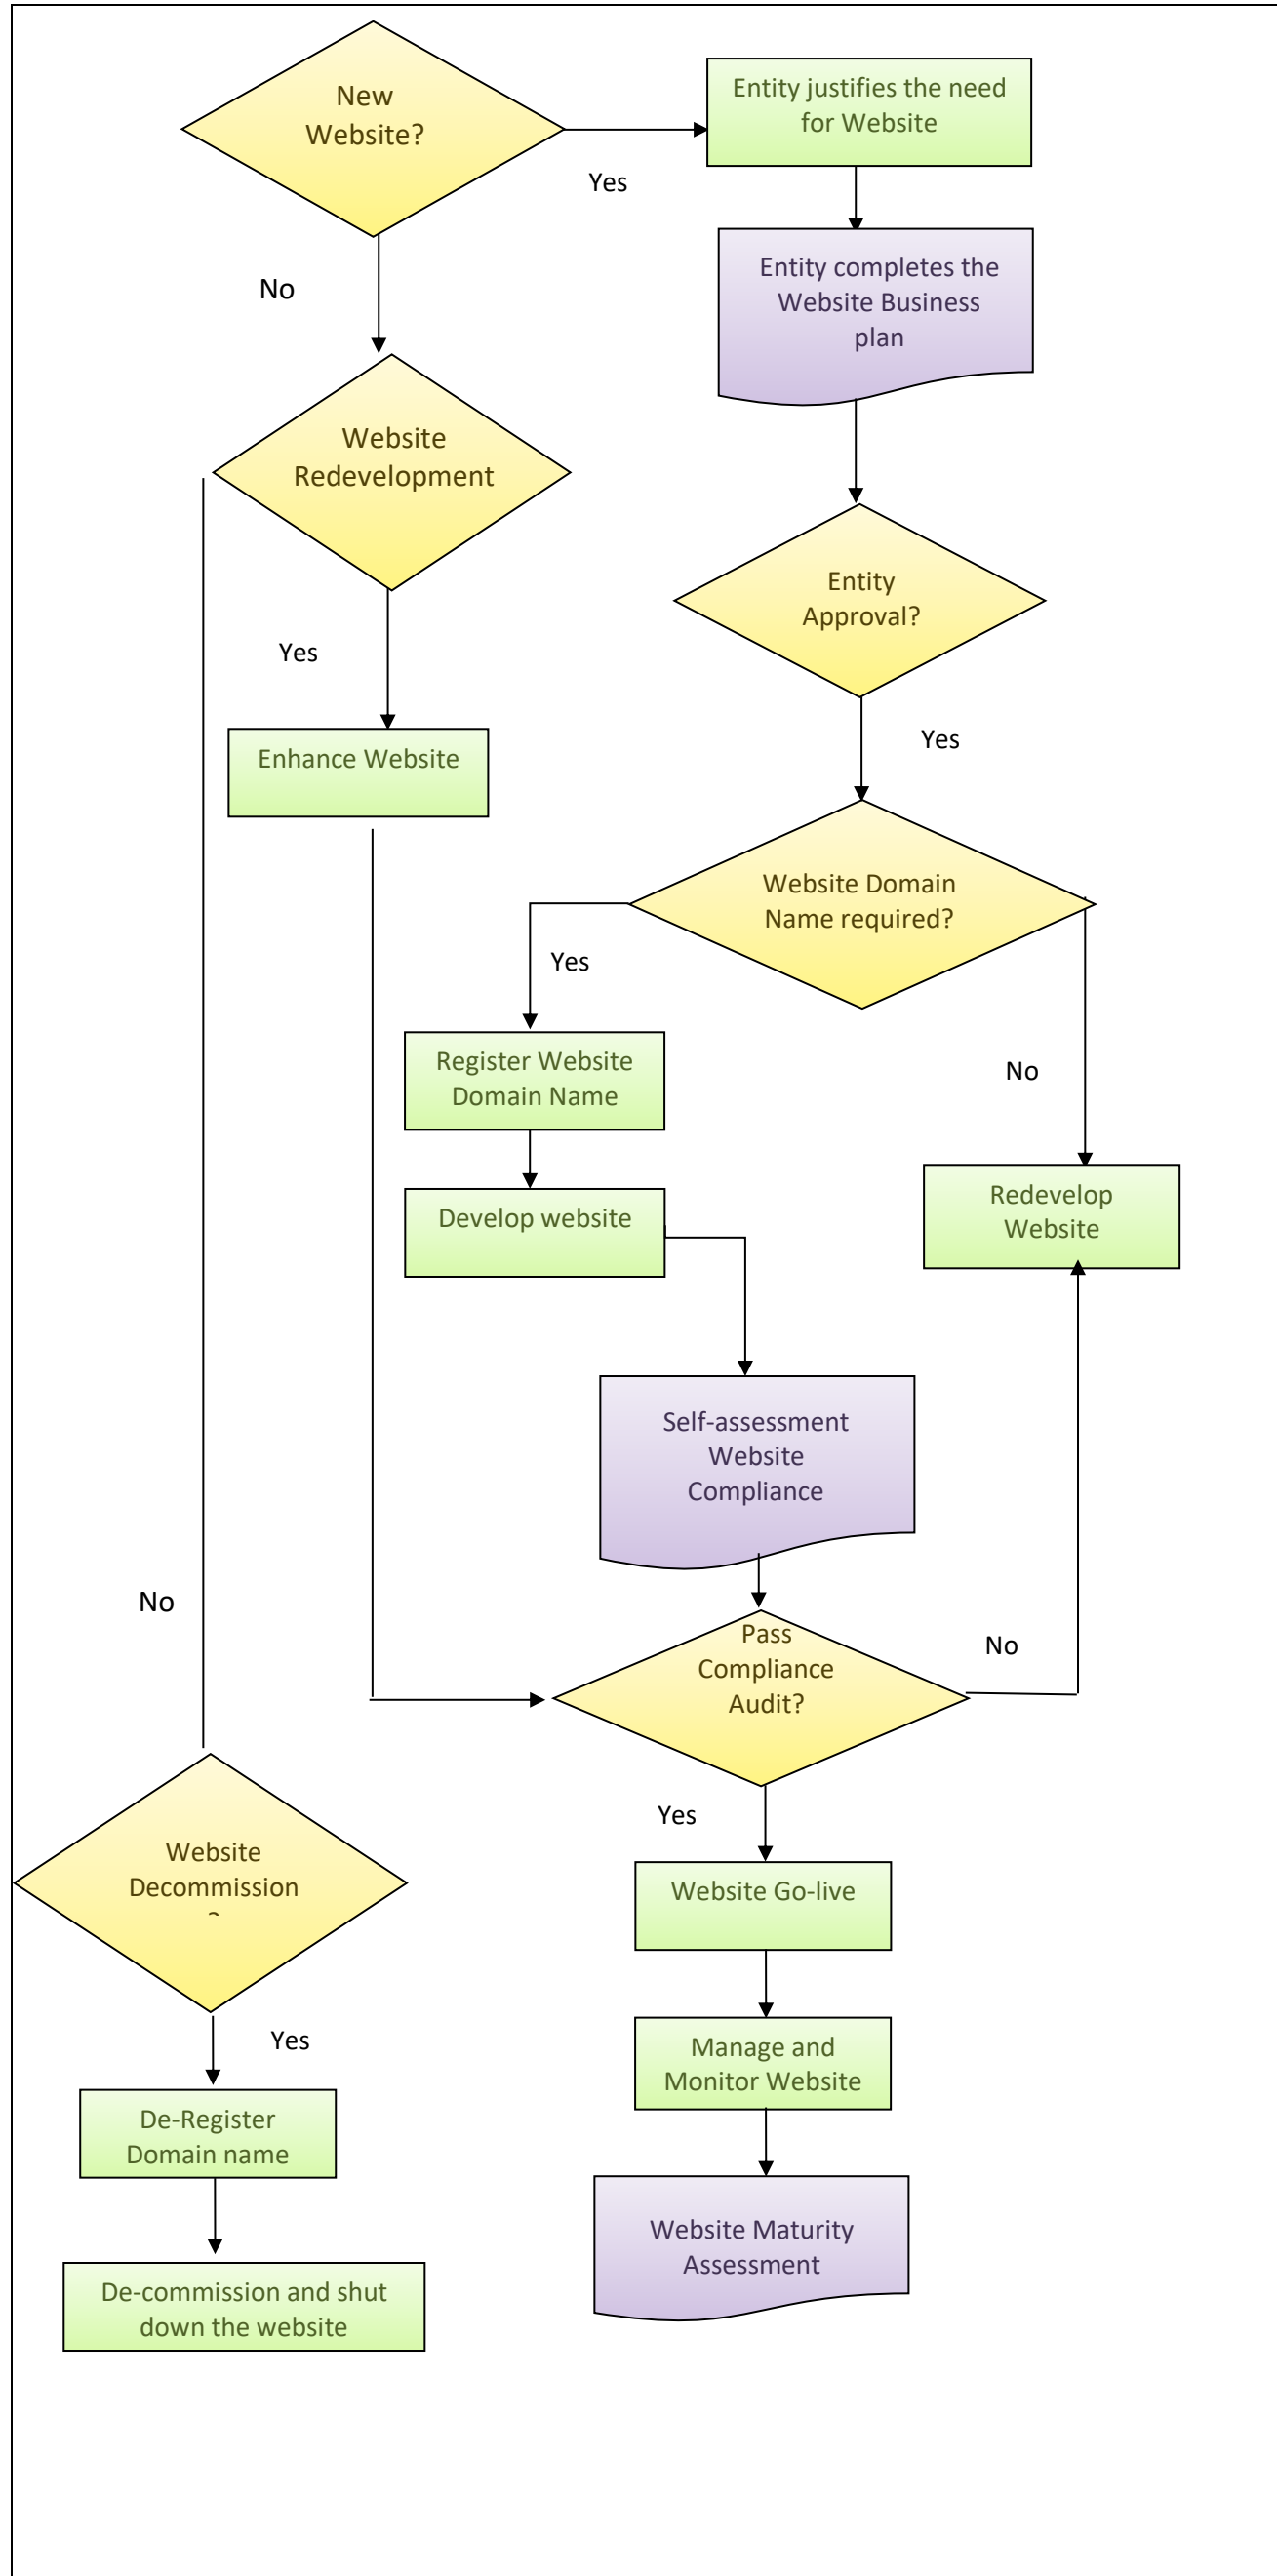 New
Website?
Yes
Entity justifies the need
for Website
Entity completes the
Website Business
plan
No
Website
Redevelopment
Entity
Approval?
Yes
Yes
Enhance Website
Website Domain
Name required?
Yes
No
Register Website
Domain Name
Develop website
Redevelop
Website
Self-assessment
Website
Compliance
No
Pass
Compliance
Audit?
No
Yes
Website
Decommission
?
Website Go-live
Yes
Manage and
Monitor Website
De-Register
Domain name
Website Maturity
Assessment
De-commission and shut
down the website